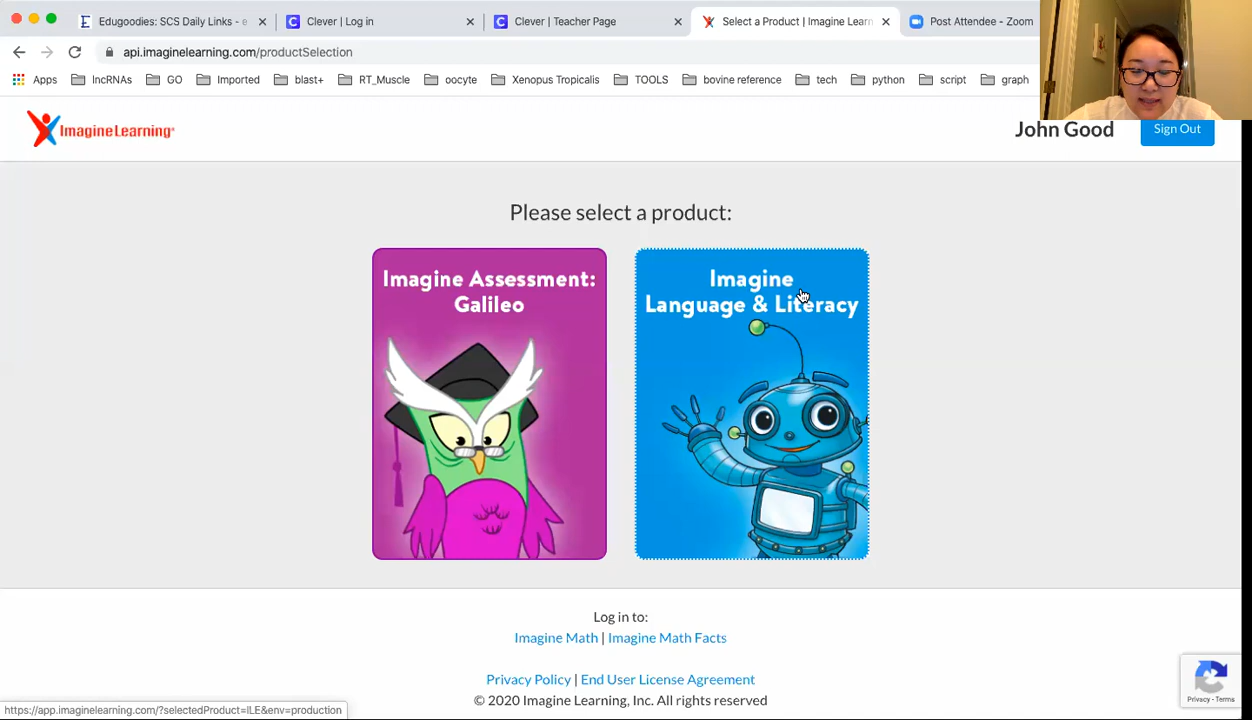 Edugoodies: SCS Daily Links - e
Clever | Log in
Clever | Teacher Page
Select a Product | Imagine Learn
Post Attendee - Zoom
api.imaginelearning.com/productSelection
Apps
lncRNAs
GO
Imported
blast+
RT_Muscle
oocyte
Xenopus Tropicalis
TOOLS
bovine reference
tech
python
script
graph
ImagineLearning
John Good
Sign Out
Please select a product:
Imagine Assessment:
Galileo
Imagine
Language & Literacy
Log in to:
Imagine Math | Imagine Math Facts
Privacy Policy | End User License Agreement
© 2020 Imagine Learning, Inc. All rights reserved
Privacy - Terms
https://app.imaginelearning.com/?selectedProduct=ILE&env=production